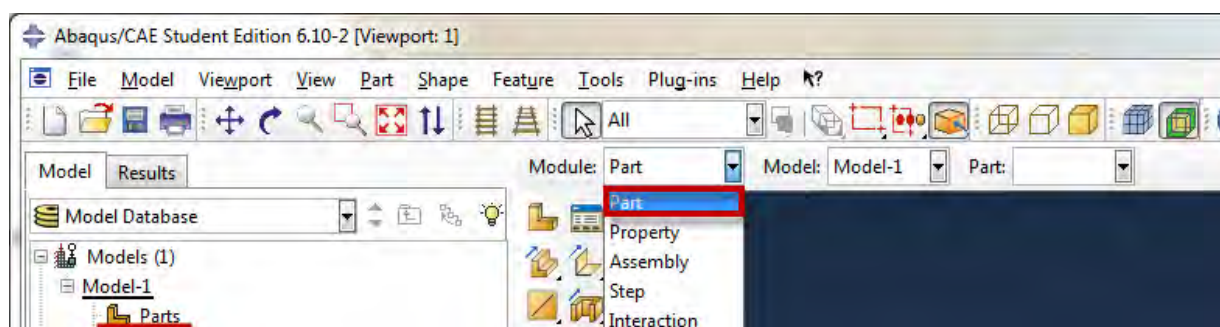 Abaqus/CAE Student Edition 6.10-2 [Viewport: 1]
File Model Viewport View Part Shape Feature Tools Plug-ins Help ?
All
Model Results
Module: Part Model: Model-1 Part:
Model Database
Part
Property
Models (1)
Assembly
Model-1
Step
Parts
Interaction